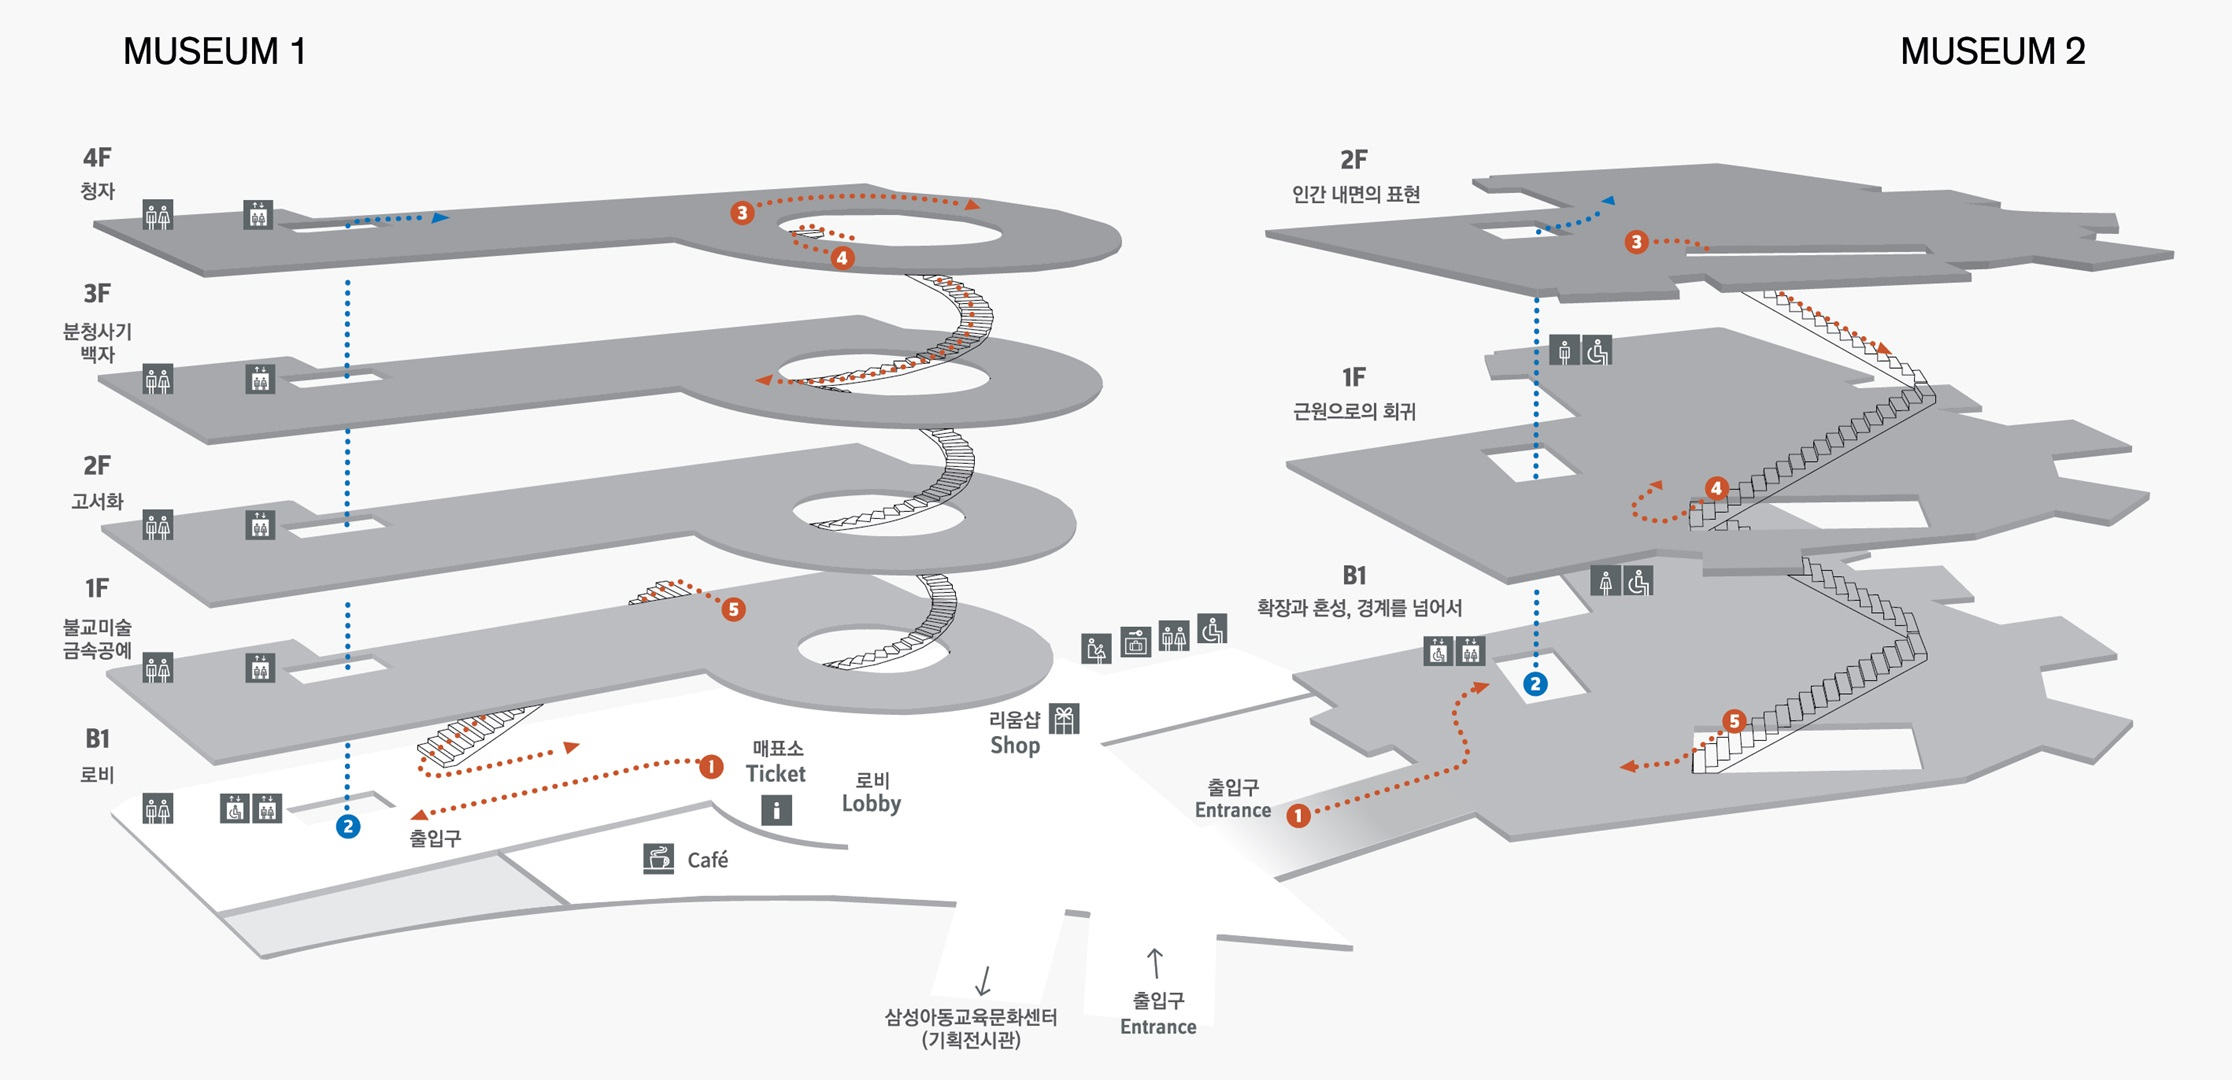 MUSEUM 1
4F
청자
3
4
3F
분청사기
백자
2F
고서화
1F
불교미술
금속공예
5
B1
로비
2
1
매표소
Ticket
출입구
i
로비
Lobby
Café
리움샵
Shop
삼성아동교육문화센터
(기획전시관)
출입구
Entrance
MUSEUM 2
2F
인간 내면의 표현
3
1F
근원으로의 회귀
4
B1
확장과 혼성, 경계를 넘어서
2
5
출입구
Entrance
1